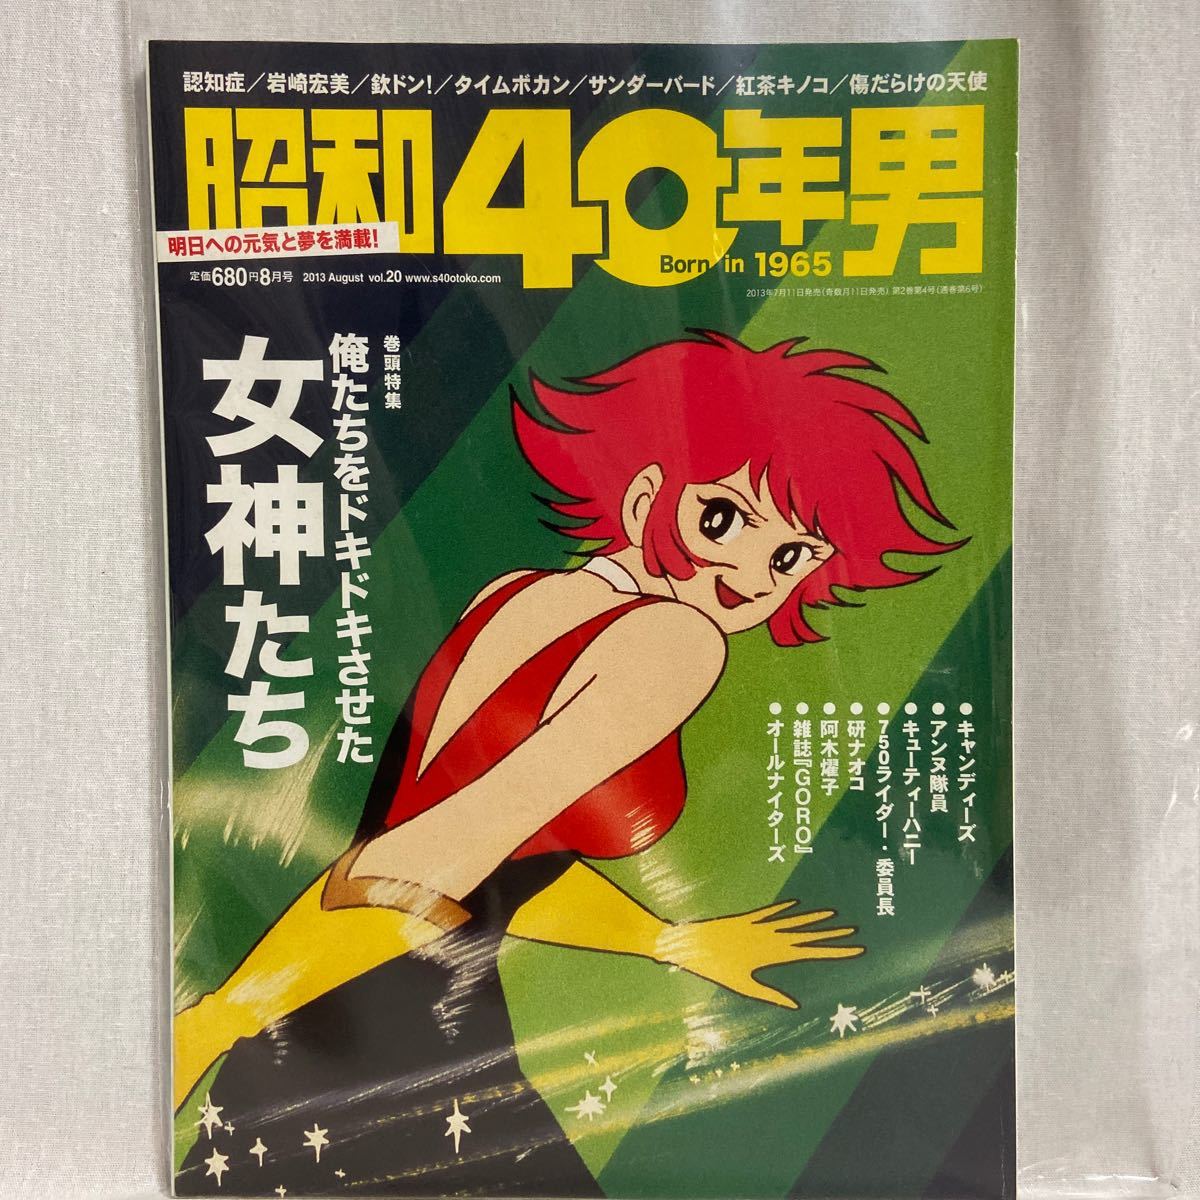 認知症／岩崎宏美／欽ドン！／タイムボカン／サンダーバード／紅茶キノコ／傷だらけの天使
昭和40年男
Born in 1965
明日への元気と夢を満載！
定価680円8月号 2013 August vol.20 www.s40otoko.com
2013年7月11日発売(奇数月11日発売) 第2巻第4号(通巻第6号)
巻頭特集
俺たちをドキドキさせた
女神たち
●キャンディーズ
●アンヌ隊員
●キューティーハニー
●750ライダー・委員長
●研ナオコ
●阿木燿子
●雑誌『GORO』
●オールナイターズ